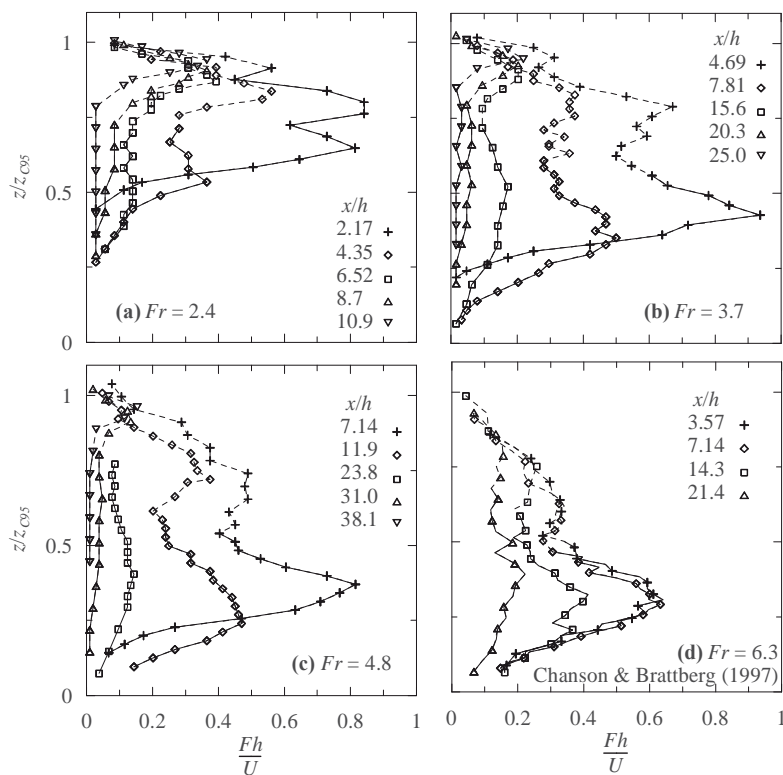 1
0.5
0
z/z_C95
x/h
2.17
4.35
6.52
8.7
10.9
(a) Fr = 2.4
x/h
4.69
7.81
15.6
20.3
25.0
(b) Fr = 3.7
1
0.5
0
z/z_C95
x/h
7.14
11.9
23.8
31.0
38.1
(c) Fr = 4.8
x/h
3.57
7.14
14.3
21.4
(d) Fr = 6.3
Chanson & Brattberg (1997)
0 0.2 0.4 0.6 0.8 1
0 0.2 0.4 0.6 0.8 1
Fh
U
Fh
U